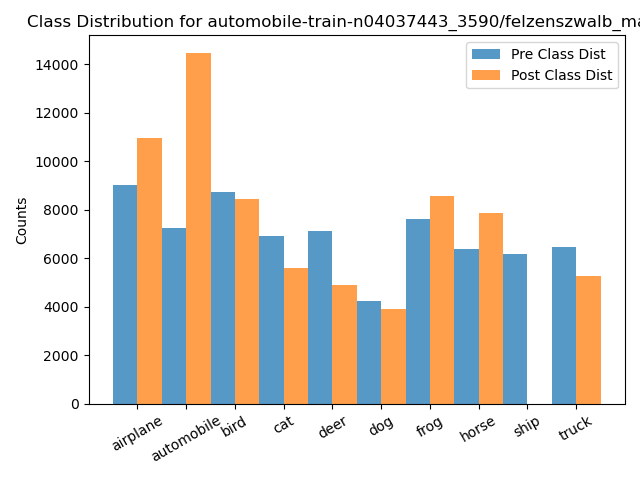 Class Distribution for automobile-train-n04037443_3590/felzenszwalb_ma
Pre Class Dist
Post Class Dist
14000
12000
10000
8000
6000
4000
2000
0
Counts
airplane
automobile
bird
cat
deer
dog
frog
horse
ship
truck